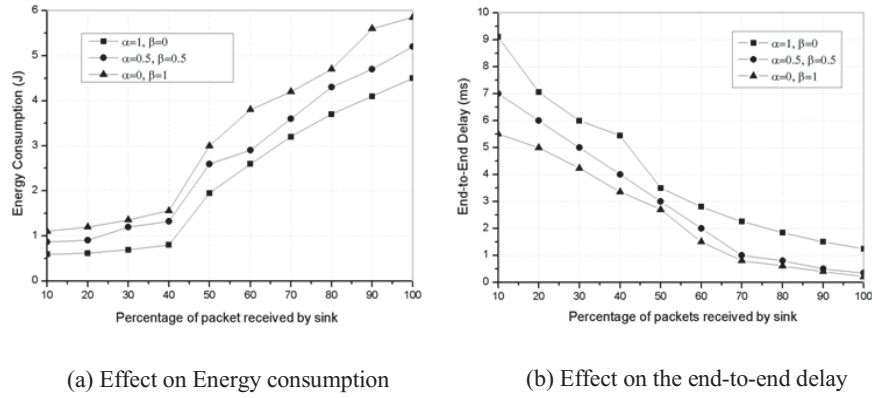 6
5
4
3
2
1
0
Energy Consumption (J)
α=1, β=0
α=0.5, β=0.5
α=0, β=1
10 20 30 40 50 60 70 80 90 100
Percentage of packet received by sink
(a) Effect on Energy consumption
10
9
8
7
6
5
4
3
2
1
0
End-to-End Delay (ms)
α=1, β=0
α=0.5, β=0.5
α=0, β=1
10 20 30 40 50 60 70 80 90 100
Percentage of packets received by sink
(b) Effect on the end-to-end delay